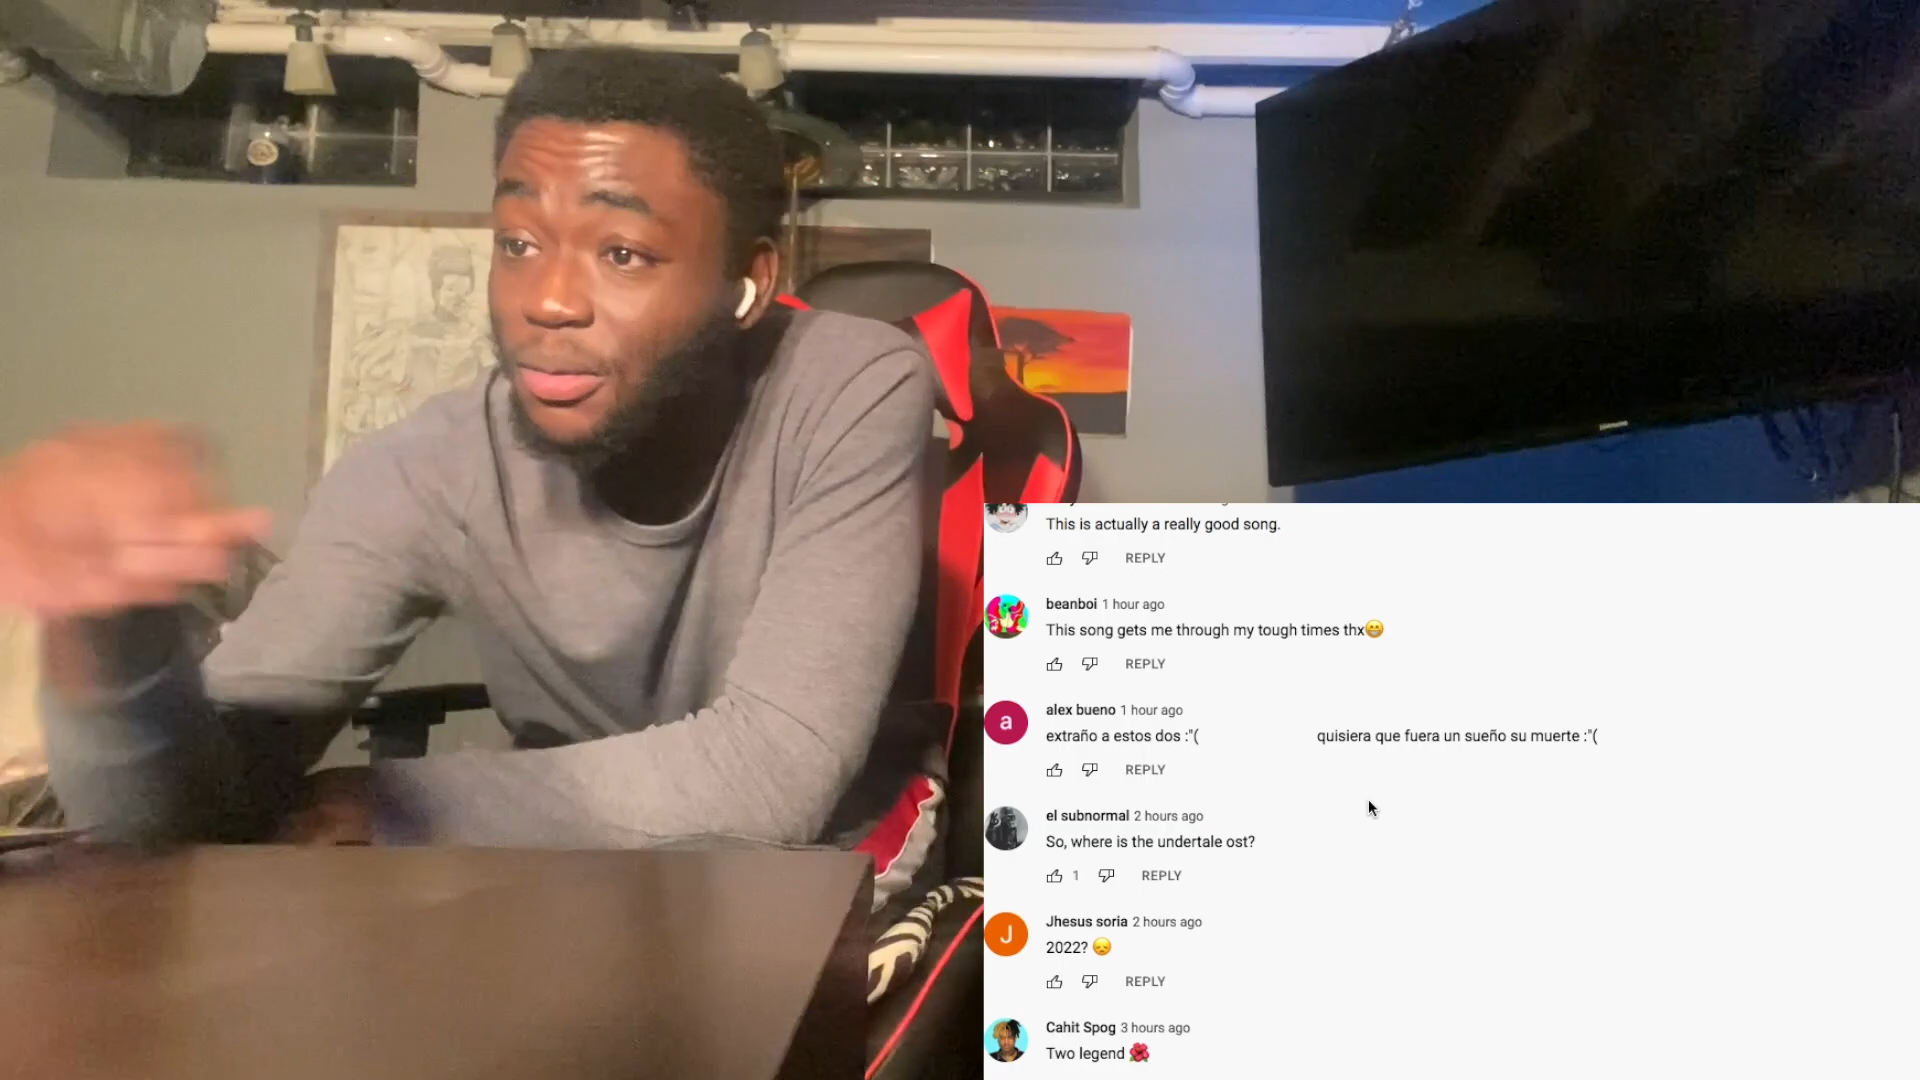 This is actually a really good song.
REPLY
beanboi 1 hour ago
This song gets me through my tough times thx😁
REPLY
alex bueno 1 hour ago
a
extraño a estos dos :"( quisiera que fuera un sueño su muerte :"(
REPLY
el subnormal 2 hours ago
So, where is the undertale ost?
1 REPLY
Jhesus soria 2 hours ago
J
2022? 😞
REPLY
Cahit Spog 3 hours ago
Two legend 🌺